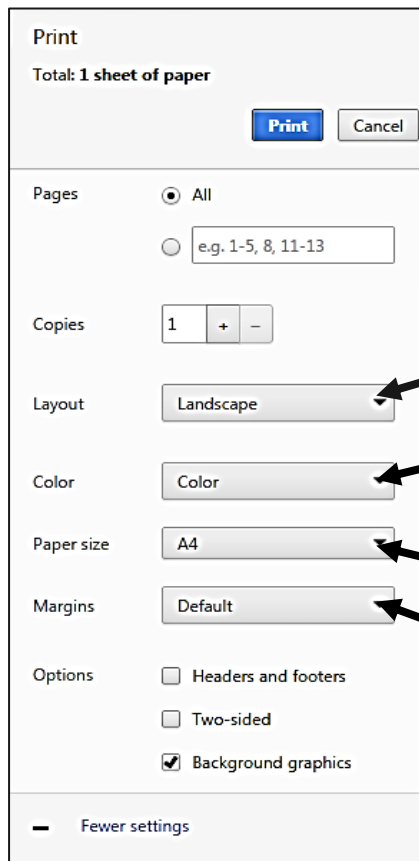 Print
Total: 1 sheet of paper
Print Cancel
Pages All
e.g. 1-5, 8, 11-13
Copies 1 + −
Layout Landscape
Color Color
Paper size A4
Margins Default
Options Headers and footers
Two-sided
Background graphics
Fewer settings